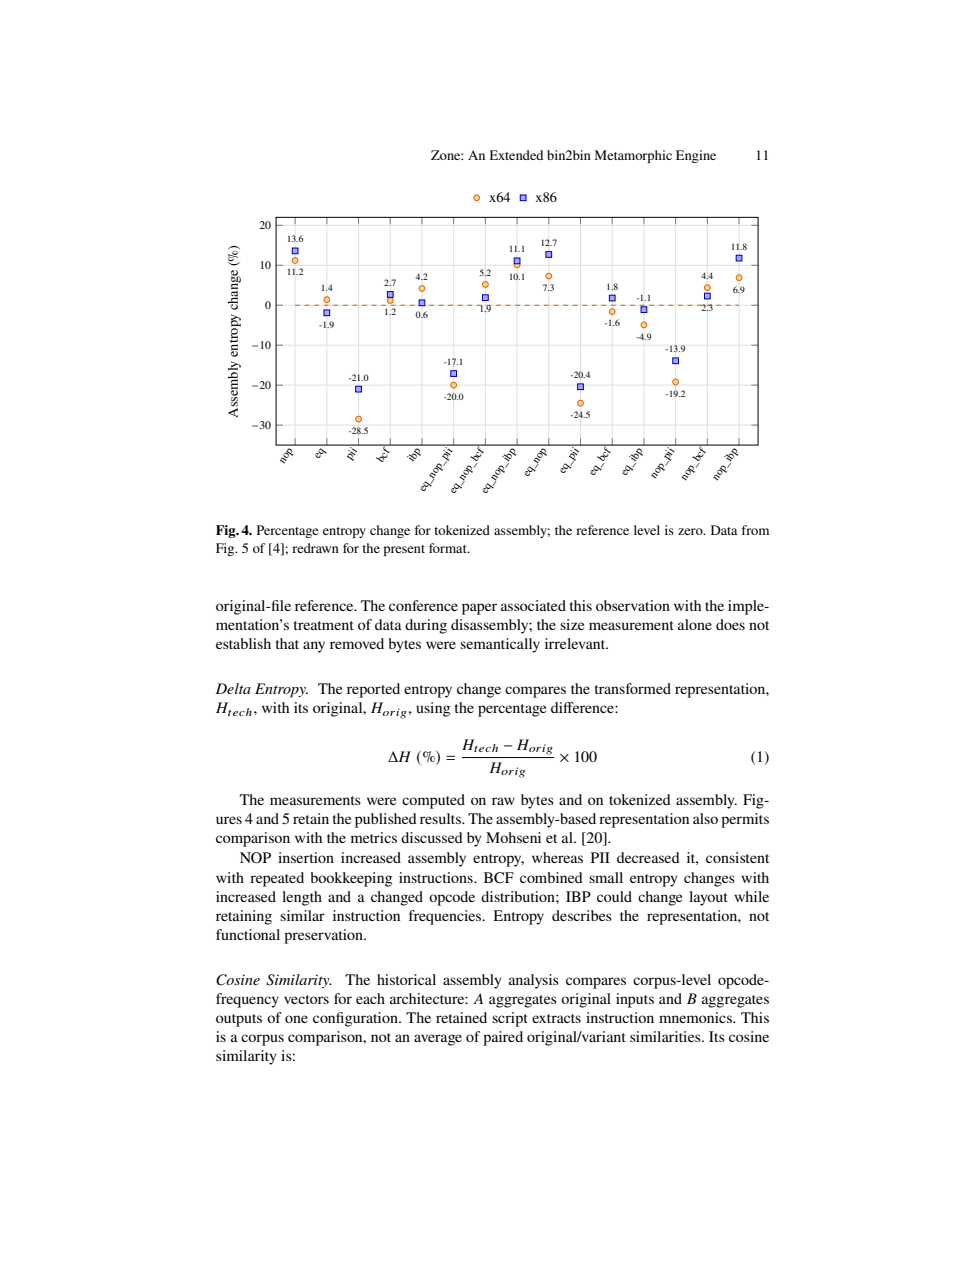 Zone: An Extended bin2bin Metamorphic Engine 11
x64 x86
Assembly entropy change (%)
20
10
0
−10
−20
−30
13.6
11.2
1.4
-1.9
-21.0
-28.5
2.7
1.2
4.2
0.6
-17.1
-20.0
5.2
1.9
11.1
10.1
12.7
7.3
-20.4
-24.5
1.8
-1.6
-1.1
-4.9
-13.9
-19.2
4.4
2.3
11.8
6.9
nop
eq
pii
bcf
ibp
eq_nop_pii
eq_nop_bcf
eq_nop_ibp
eq_nop
eq_pii
eq_bcf
eq_ibp
nop_pii
nop_bcf
nop_ibp
Fig. 4. Percentage entropy change for tokenized assembly; the reference level is zero. Data from
Fig. 5 of [4]; redrawn for the present format.
original-file reference. The conference paper associated this observation with the imple-
mentation's treatment of data during disassembly; the size measurement alone does not
establish that any removed bytes were semantically irrelevant.
Delta Entropy. The reported entropy change compares the transformed representation,
H_tech, with its original, H_orig, using the percentage difference:
ΔH (%) = (H_tech − H_orig) / H_orig × 100 (1)
The measurements were computed on raw bytes and on tokenized assembly. Fig-
ures 4 and 5 retain the published results. The assembly-based representation also permits
comparison with the metrics discussed by Mohseni et al. [20].
NOP insertion increased assembly entropy, whereas PII decreased it, consistent
with repeated bookkeeping instructions. BCF combined small entropy changes with
increased length and a changed opcode distribution; IBP could change layout while
retaining similar instruction frequencies. Entropy describes the representation, not
functional preservation.
Cosine Similarity. The historical assembly analysis compares corpus-level opcode-
frequency vectors for each architecture: A aggregates original inputs and B aggregates
outputs of one configuration. The retained script extracts instruction mnemonics. This
is a corpus comparison, not an average of paired original/variant similarities. Its cosine
similarity is: